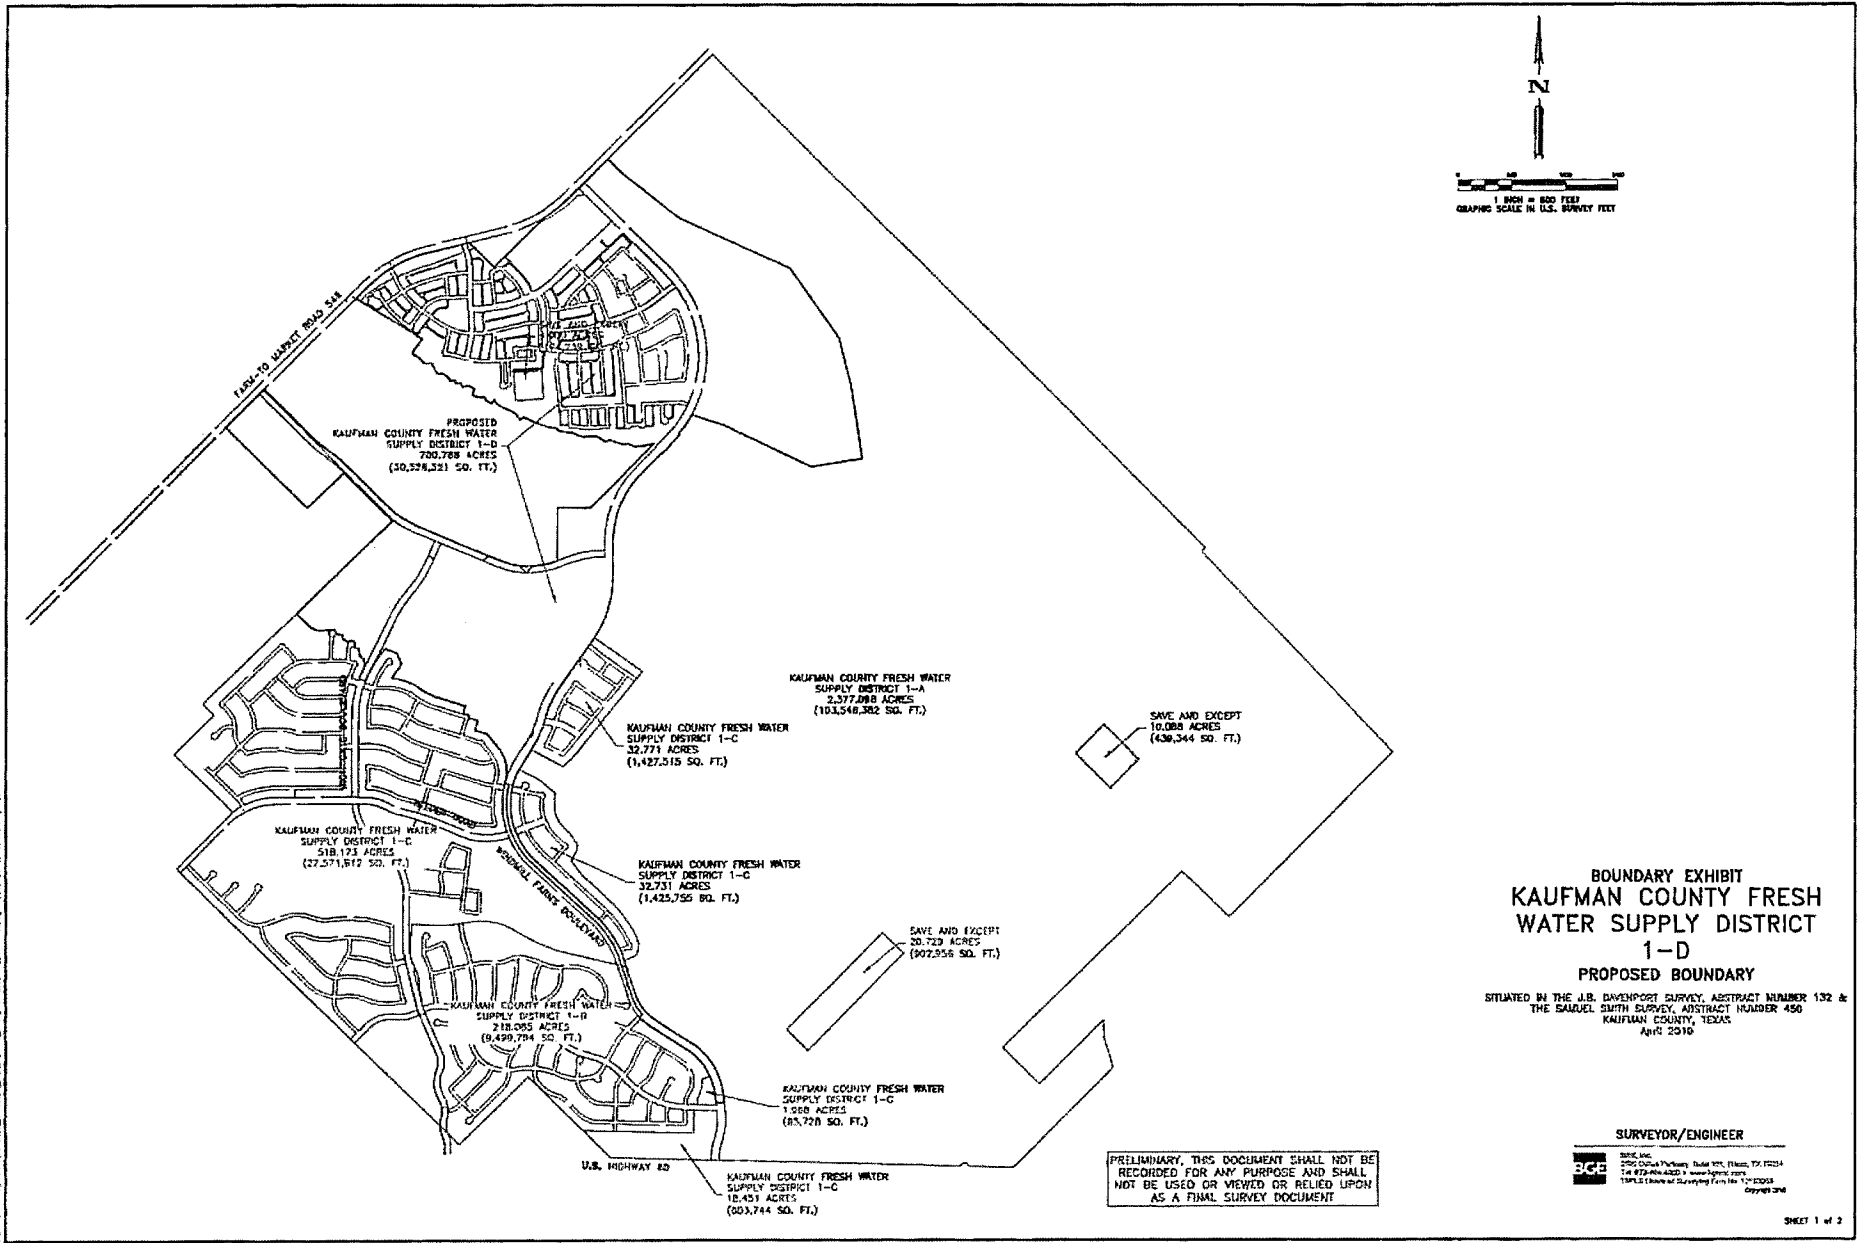 N
1 INCH = 800 FEET
GRAPHIC SCALE IN U.S. SURVEY FEET
FARM-TO MARKET ROAD 548
PROPOSED
KAUFMAN COUNTY FRESH WATER
SUPPLY DISTRICT 1-D
700.788 ACRES
SQ. FT.)
KAUFMAN COUNTY FRESH WATER
SUPPLY DISTRICT 1-A
2,377.098 ACRES
(103,546,382 SQ. FT.)
SAVE AND EXCEPT
10.088 ACRES
(439,344 SQ. FT.)
KAUFMAN COUNTY FRESH WATER
SUPPLY DISTRICT 1-C
32.771 ACRES
(1,427,515 SQ. FT.)
KAUFMAN COUNTY FRESH WATER
SUPPLY DISTRICT 1-C
518.173 ACRES
(22,571,612 SQ. FT.)
WINDMILL FARMS BOULEVARD
KAUFMAN COUNTY FRESH WATER
SUPPLY DISTRICT 1-C
32.731 ACRES
(1,425,755 SQ. FT.)
SAVE AND EXCEPT
20.729 ACRES
(902,956 SQ. FT.)
KAUFMAN COUNTY FRESH WATER
SUPPLY DISTRICT 1-B
218.085 ACRES
(9,499,784 SQ. FT.)
KAUFMAN COUNTY FRESH WATER
SUPPLY DISTRICT 1-C
1.968 ACRES
(85,728 SQ. FT.)
U.S. HIGHWAY 80
KAUFMAN COUNTY FRESH WATER
SUPPLY DISTRICT 1-C
18.451 ACRES
(803,744 SQ. FT.)
PRELIMINARY, THIS DOCUMENT SHALL NOT BE
RECORDED FOR ANY PURPOSE AND SHALL
NOT BE USED OR VIEWED OR RELIED UPON
AS A FINAL SURVEY DOCUMENT
BOUNDARY EXHIBIT
KAUFMAN COUNTY FRESH
WATER SUPPLY DISTRICT
1-D
PROPOSED BOUNDARY
SITUATED IN THE J.B. DAVENPORT SURVEY, ABSTRACT NUMBER 132 &
THE SAMUEL SMITH SURVEY, ABSTRACT NUMBER 450
KAUFMAN COUNTY, TEXAS
April 2019
SURVEYOR/ENGINEER
BGE
BGE, Inc.
SHEET 1 of 2